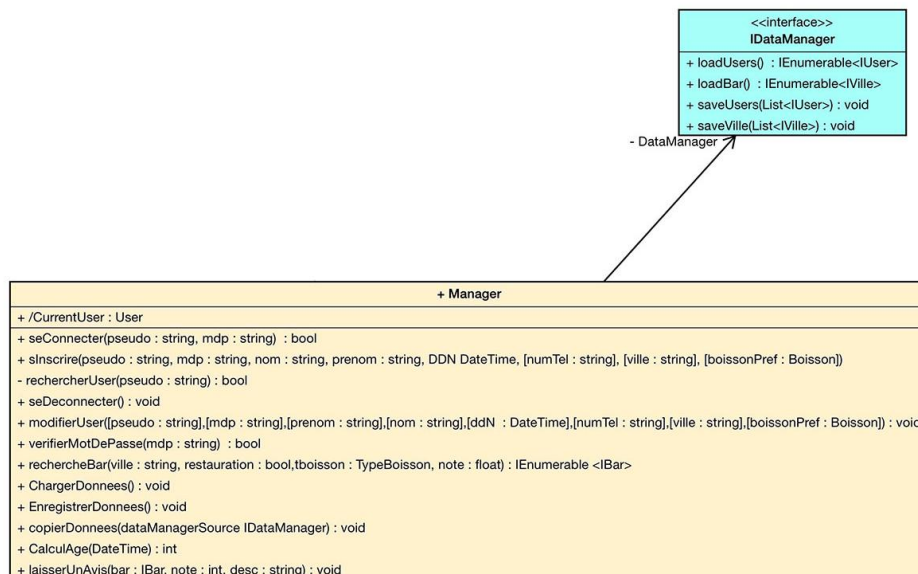 <<interface>>
IDataManager
+ loadUsers() : IEnumerable<IUser>
+ loadBar() : IEnumerable<IVille>
+ saveUsers(List<IUser>) : void
+ saveVille(List<IVille>) : void
- DataManager
+ Manager
+ /CurrentUser : User
+ seConnecter(pseudo : string, mdp : string) : bool
+ sInscrire(pseudo : string, mdp : string, nom : string, prenom : string, DDN DateTime, [numTel : string], [ville : string], [boissonPref : Boisson])
- rechercherUser(pseudo : string) : bool
+ seDeconnecter() : void
+ modifierUser([pseudo : string],[mdp : string],[prenom : string],[nom : string],[ddN : DateTime],[numTel : string],[ville : string],[boissonPref : Boisson]) : void
+ verifierMotDePasse(mdp : string) : bool
+ rechercheBar(ville : string, restauration : bool,tboisson : TypeBoisson, note : float) : IEnumerable <IBar>
+ ChargerDonnees() : void
+ EnregistrerDonnees() : void
+ copierDonnees(dataManagerSource IDataManager) : void
+ CalculAge(DateTime) : int
+ laisserUnAvis(bar : IBar, note : int, desc : string) : void